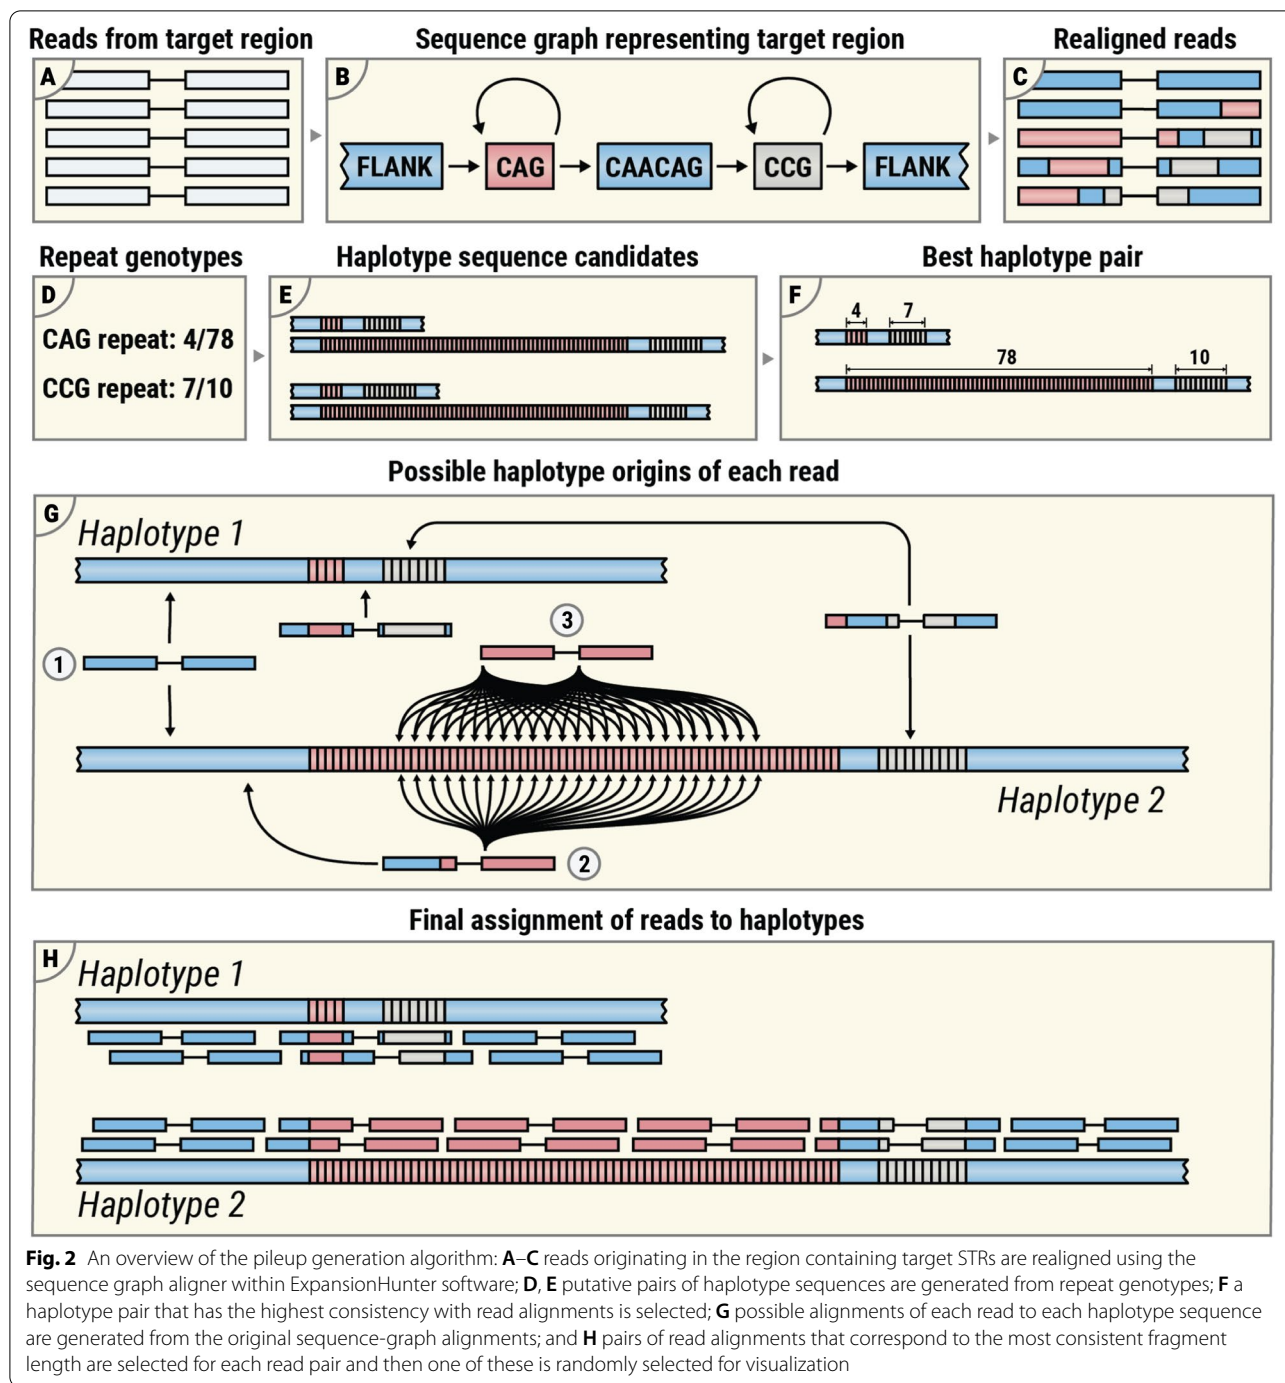 Reads from target region
Sequence graph representing target region
Realigned reads
A
B
C
FLANK
CAG
CAACAG
CCG
FLANK
Repeat genotypes
Haplotype sequence candidates
Best haplotype pair
D
E
F
CAG repeat: 4/78
CCG repeat: 7/10
4
7
78
10
Possible haplotype origins of each read
G
Haplotype 1
3
1
Haplotype 2
2
Final assignment of reads to haplotypes
H
Haplotype 1
Haplotype 2
Fig. 2 An overview of the pileup generation algorithm: A–C reads originating in the region containing target STRs are realigned using the
sequence graph aligner within ExpansionHunter software; D, E putative pairs of haplotype sequences are generated from repeat genotypes; F a
haplotype pair that has the highest consistency with read alignments is selected; G possible alignments of each read to each haplotype sequence
are generated from the original sequence-graph alignments; and H pairs of read alignments that correspond to the most consistent fragment
length are selected for each read pair and then one of these is randomly selected for visualization